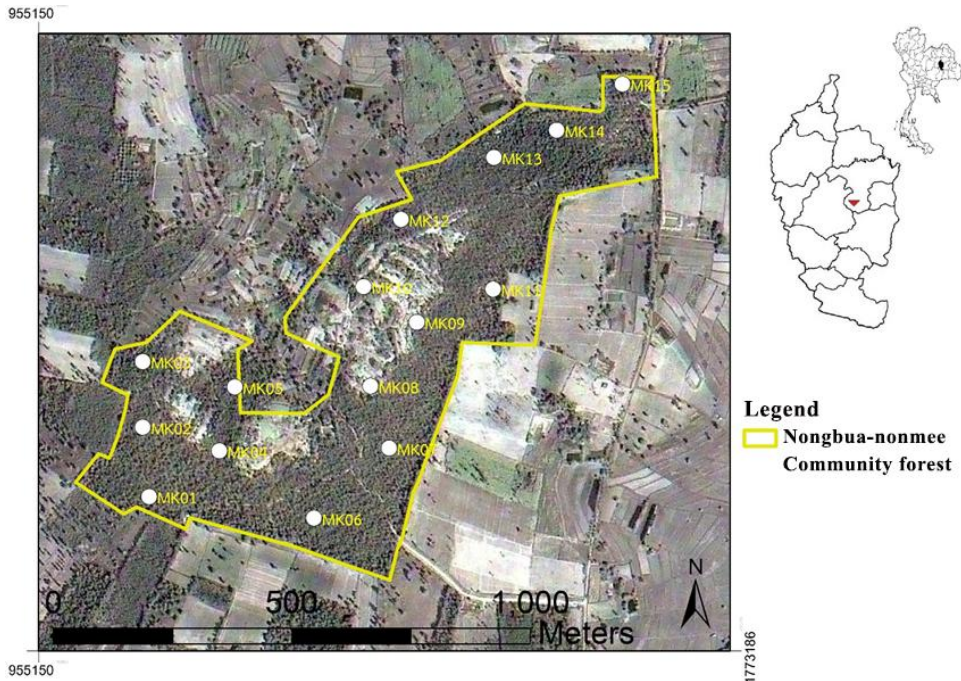 955150
MK15
MK14
MK13
MK12
MK10
MK11
MK09
MK03
MK05
MK08
MK02
MK04
MK07
MK01
MK06
Legend
Nongbua-nonmee
Community forest
N
0 500 1,000
Meters
955150
1773186